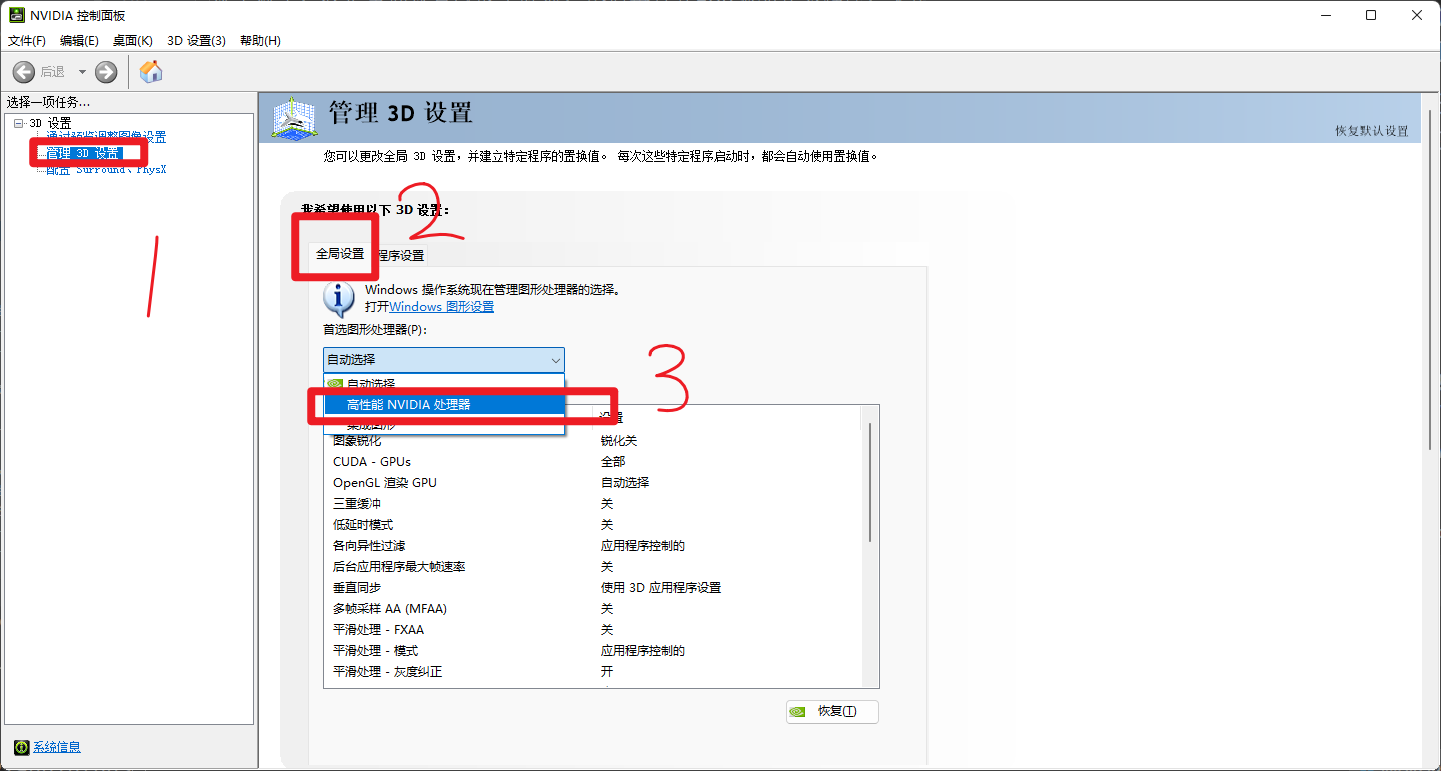 NVIDIA 控制面板
文件(F) 编辑(E) 桌面(K) 3D 设置(3) 帮助(H)
后退
选择一项任务...
3D 设置
通过预览调整图像设置
管理 3D 设置
配置 Surround、PhysX
1
系统信息
管理 3D 设置
恢复默认设置
您可以更改全局 3D 设置，并建立特定程序的置换值。 每次这些特定程序启动时，都会自动使用置换值。
我希望使用以下 3D 设置:
2
全局设置 程序设置
Windows 操作系统现在管理图形处理器的选择。
打开Windows 图形设置
首选图形处理器(P):
自动选择
自动选择
高性能 NVIDIA 处理器
集成图形
3
设置
图象锐化 锐化关
CUDA - GPUs 全部
OpenGL 渲染 GPU 自动选择
三重缓冲 关
低延时模式 关
各向异性过滤 应用程序控制的
后台应用程序最大帧速率 关
垂直同步 使用 3D 应用程序设置
多帧采样 AA (MFAA) 关
平滑处理 - FXAA 关
平滑处理 - 模式 应用程序控制的
平滑处理 - 灰度纠正 开
恢复(T)